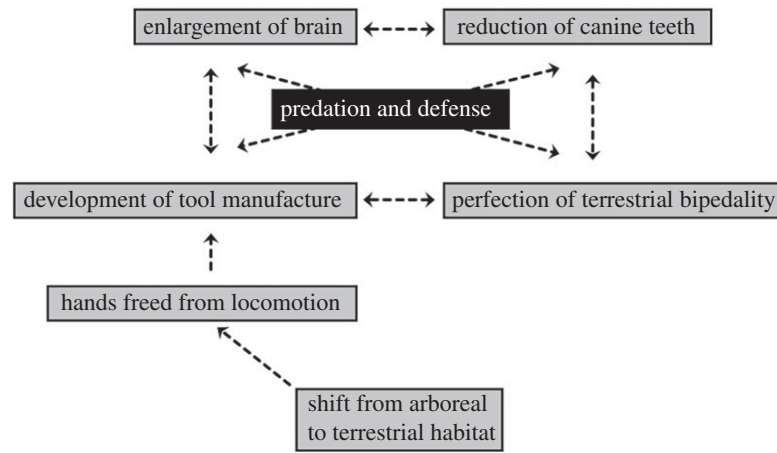 enlargement of brain
reduction of canine teeth
predation and defense
development of tool manufacture
perfection of terrestrial bipedality
hands freed from locomotion
shift from arboreal
to terrestrial habitat